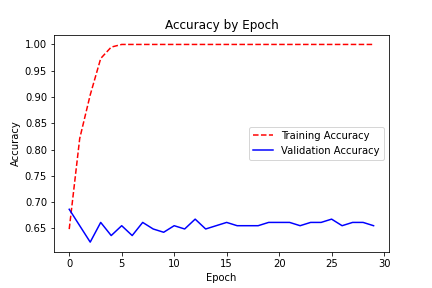 Accuracy by Epoch
1.00
0.95
0.90
0.85
0.80
0.75
0.70
0.65
Accuracy
Training Accuracy
Validation Accuracy
0 5 10 15 20 25 30
Epoch